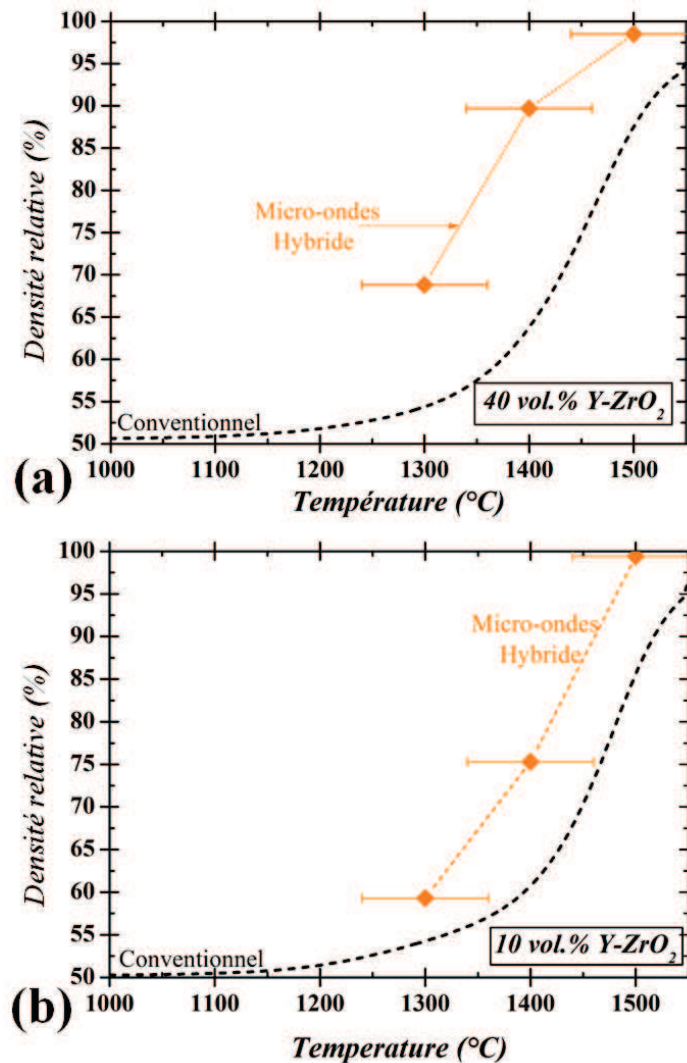 100
95
90
85
80
75
70
65
60
55
50
Densité relative (%)
Micro-ondes
Hybride
Conventionnel
40 vol.% Y-ZrO2
1000 1100 1200 1300 1400 1500
(a)
Température (°C)
100
95
90
85
80
75
70
65
60
55
50
Densité relative (%)
Micro-ondes
Hybride
Conventionnel
10 vol.% Y-ZrO2
1000 1100 1200 1300 1400 1500
(b)
Temperature (°C)